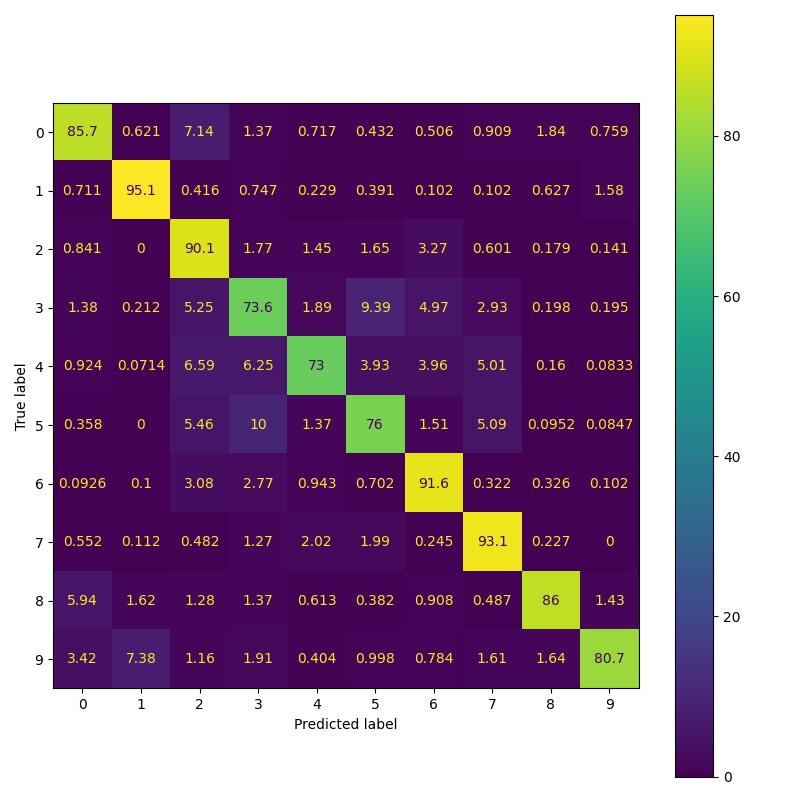 0 85.7 0.621 7.14 1.37 0.717 0.432 0.506 0.909 1.84 0.759
1 0.711 95.1 0.416 0.747 0.229 0.391 0.102 0.102 0.627 1.58
2 0.841 0 90.1 1.77 1.45 1.65 3.27 0.601 0.179 0.141
3 1.38 0.212 5.25 73.6 1.89 9.39 4.97 2.93 0.198 0.195
4 0.924 0.0714 6.59 6.25 73 3.93 3.96 5.01 0.16 0.0833
5 0.358 0 5.46 10 1.37 76 1.51 5.09 0.0952 0.0847
6 0.0926 0.1 3.08 2.77 0.943 0.702 91.6 0.322 0.326 0.102
7 0.552 0.112 0.482 1.27 2.02 1.99 0.245 93.1 0.227 0
8 5.94 1.62 1.28 1.37 0.613 0.382 0.908 0.487 86 1.43
9 3.42 7.38 1.16 1.91 0.404 0.998 0.784 1.61 1.64 80.7
0 1 2 3 4 5 6 7 8 9
Predicted label
True label
80
60
40
20
0